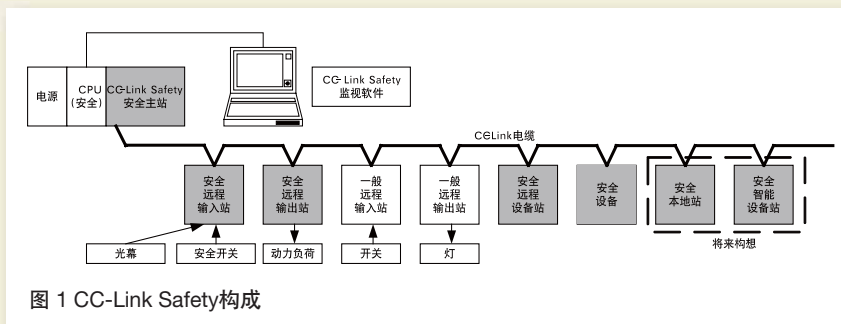 电源
CPU
(安全)
CC-Link Safety
安全主站
CC-Link Safety
监视软件
CC-Link电缆
安全
远程
输入站
安全
远程
输出站
一般
远程
输入站
一般
远程
输出站
安全
远程
设备站
安全
设备
安全
本地站
安全
智能
设备站
光幕
安全开关
动力负荷
开关
灯
将来构想
图 1 CC-Link Safety构成